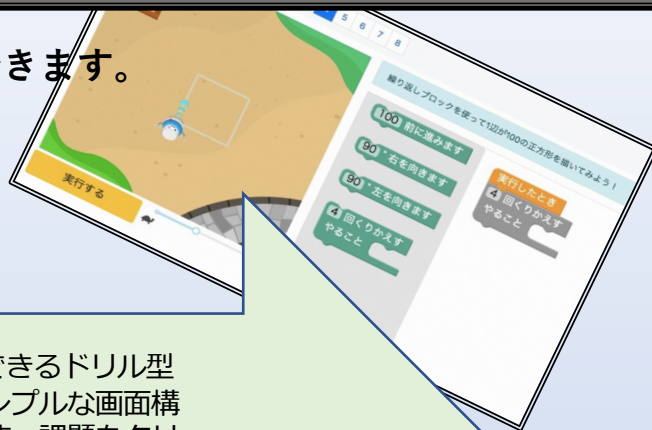 きます。
5 6 7 8
繰り返しブロックを使って1辺が100の正方形を描いてみよう！
100 前に進みます
90 °右を向きます
90 °左を向きます
4 回くりかえす
やること
実行したとき
4 回くりかえす
やること
実行する
できるドリル型
ンプルな画面構